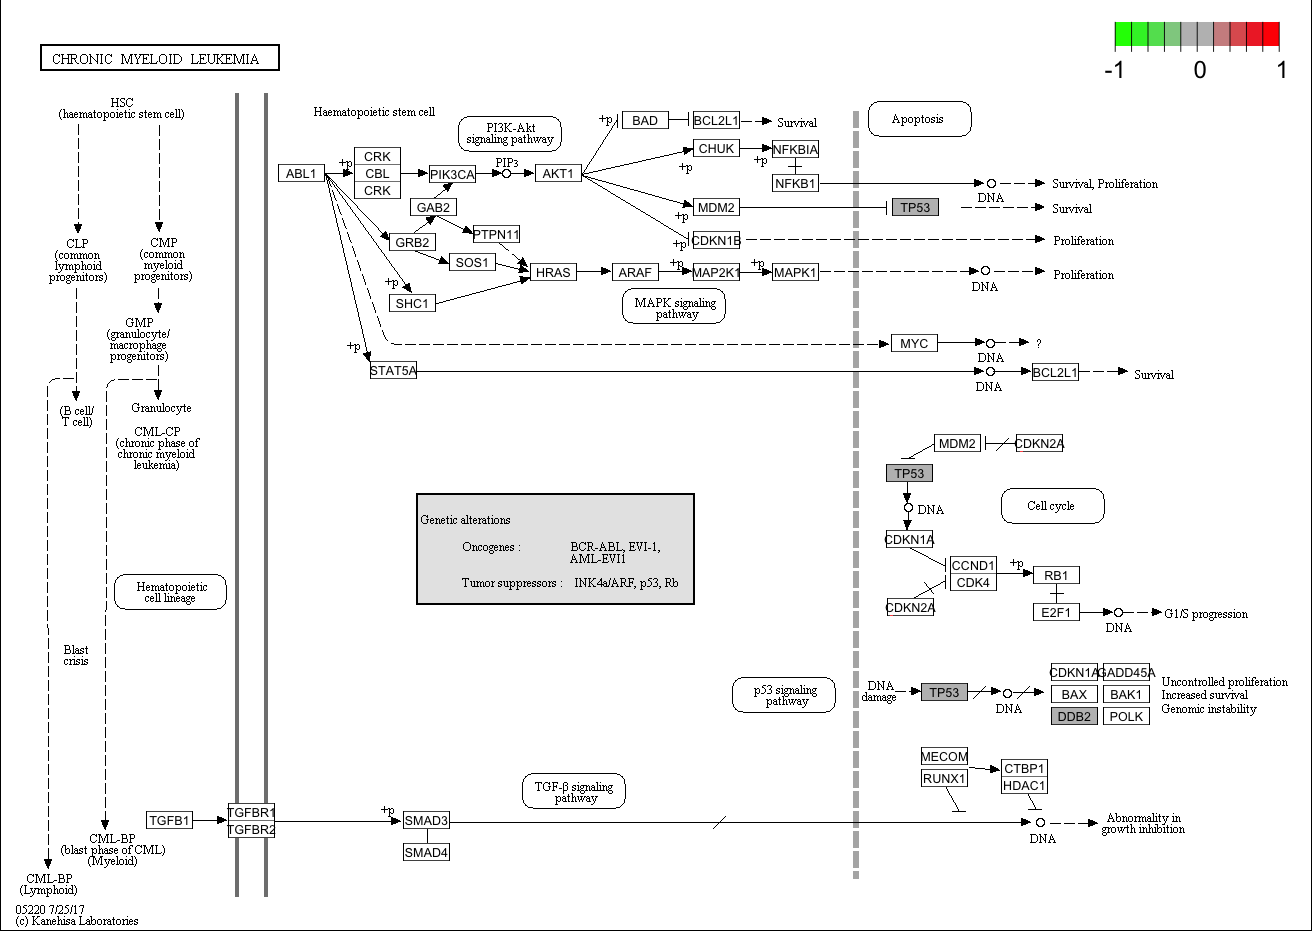 CHRONIC MYELOID LEUKEMIA
-1 0 1
HSC
(haematopoietic stem cell)
CLP
(common
lymphoid
progenitors)
CMP
(common
myeloid
progenitors)
GMP
(granulocyte/
macrophage
progenitors)
(B cell/
T cell)
Granulocyte
CML-CP
(chronic phase of
chronic myeloid
leukemia)
Hematopoietic
cell lineage
Blast
crisis
CML-BP
(blast phase of CML)
(Myeloid)
CML-BP
(Lymphoid)
05220 7/25/17
(c) Kanehisa Laboratories
Haematopoietic stem cell
PI3K-Akt
signaling pathway
ABL1
+p
CRK
CBL
CRK
PIK3CA
PIP3
AKT1
GAB2
GRB2
PTPN11
SOS1
+p
SHC1
HRAS
ARAF
+p
MAP2K1
+p
MAPK1
DNA
Proliferation
MAPK signaling
pathway
+p
BAD
BCL2L1
Survival
CHUK
+p
+p
NFKBIA
NFKB1
DNA
Survival, Proliferation
MDM2
+p
TP53
Survival
+p
CDKN1B
Proliferation
Apoptosis
MYC
DNA
?
+p
STAT5A
DNA
BCL2L1
Survival
MDM2
CDKN2A
TP53
DNA
CDKN1A
Cell cycle
CCND1
CDK4
CDKN2A
+p
RB1
E2F1
DNA
G1/S progression
Genetic alterations
Oncogenes : BCR-ABL, EVI-1,
AML-EVI1
Tumor suppressors : INK4a/ARF, p53, Rb
p53 signaling
pathway
DNA
damage
TP53
DNA
CDKN1A
GADD45A
BAX
BAK1
DDB2
POLK
Uncontrolled proliferation
Increased survival
Genomic instability
TGF-β signaling
pathway
MECOM
RUNX1
CTBP1
HDAC1
TGFB1
TGFBR1
TGFBR2
+p
SMAD3
SMAD4
DNA
Abnormality in
growth inhibition